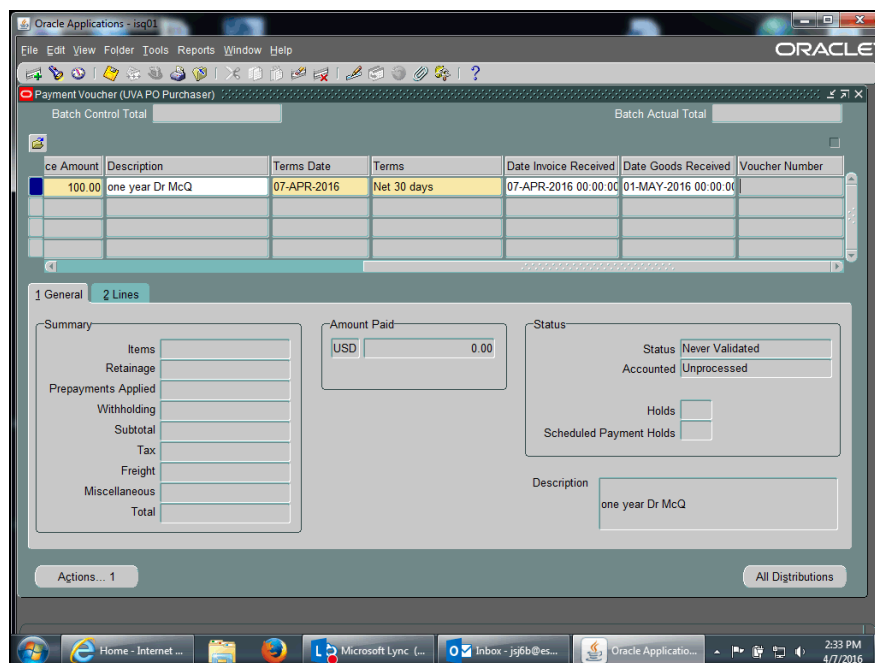 Oracle Applications - isq01
File Edit View Folder Tools Reports Window Help
ORACLE
Payment Voucher (UVA PO Purchaser)
Batch Control Total Batch Actual Total
ce Amount Description Terms Date Terms Date Invoice Received Date Goods Received Voucher Number
100.00 one year Dr McQ 07-APR-2016 Net 30 days 07-APR-2016 00:00:00 01-MAY-2016 00:00:00
1 General 2 Lines
Summary Amount Paid Status
Items USD 0.00 Status Never Validated
Retainage Accounted Unprocessed
Prepayments Applied
Withholding Holds
Subtotal Scheduled Payment Holds
Tax
Freight
Miscellaneous Description
Total one year Dr McQ
Actions... 1 All Distributions
Home - Internet ... Microsoft Lync (... Inbox - jsj6b@es... Oracle Applicatio... 2:33 PM
4/7/2016